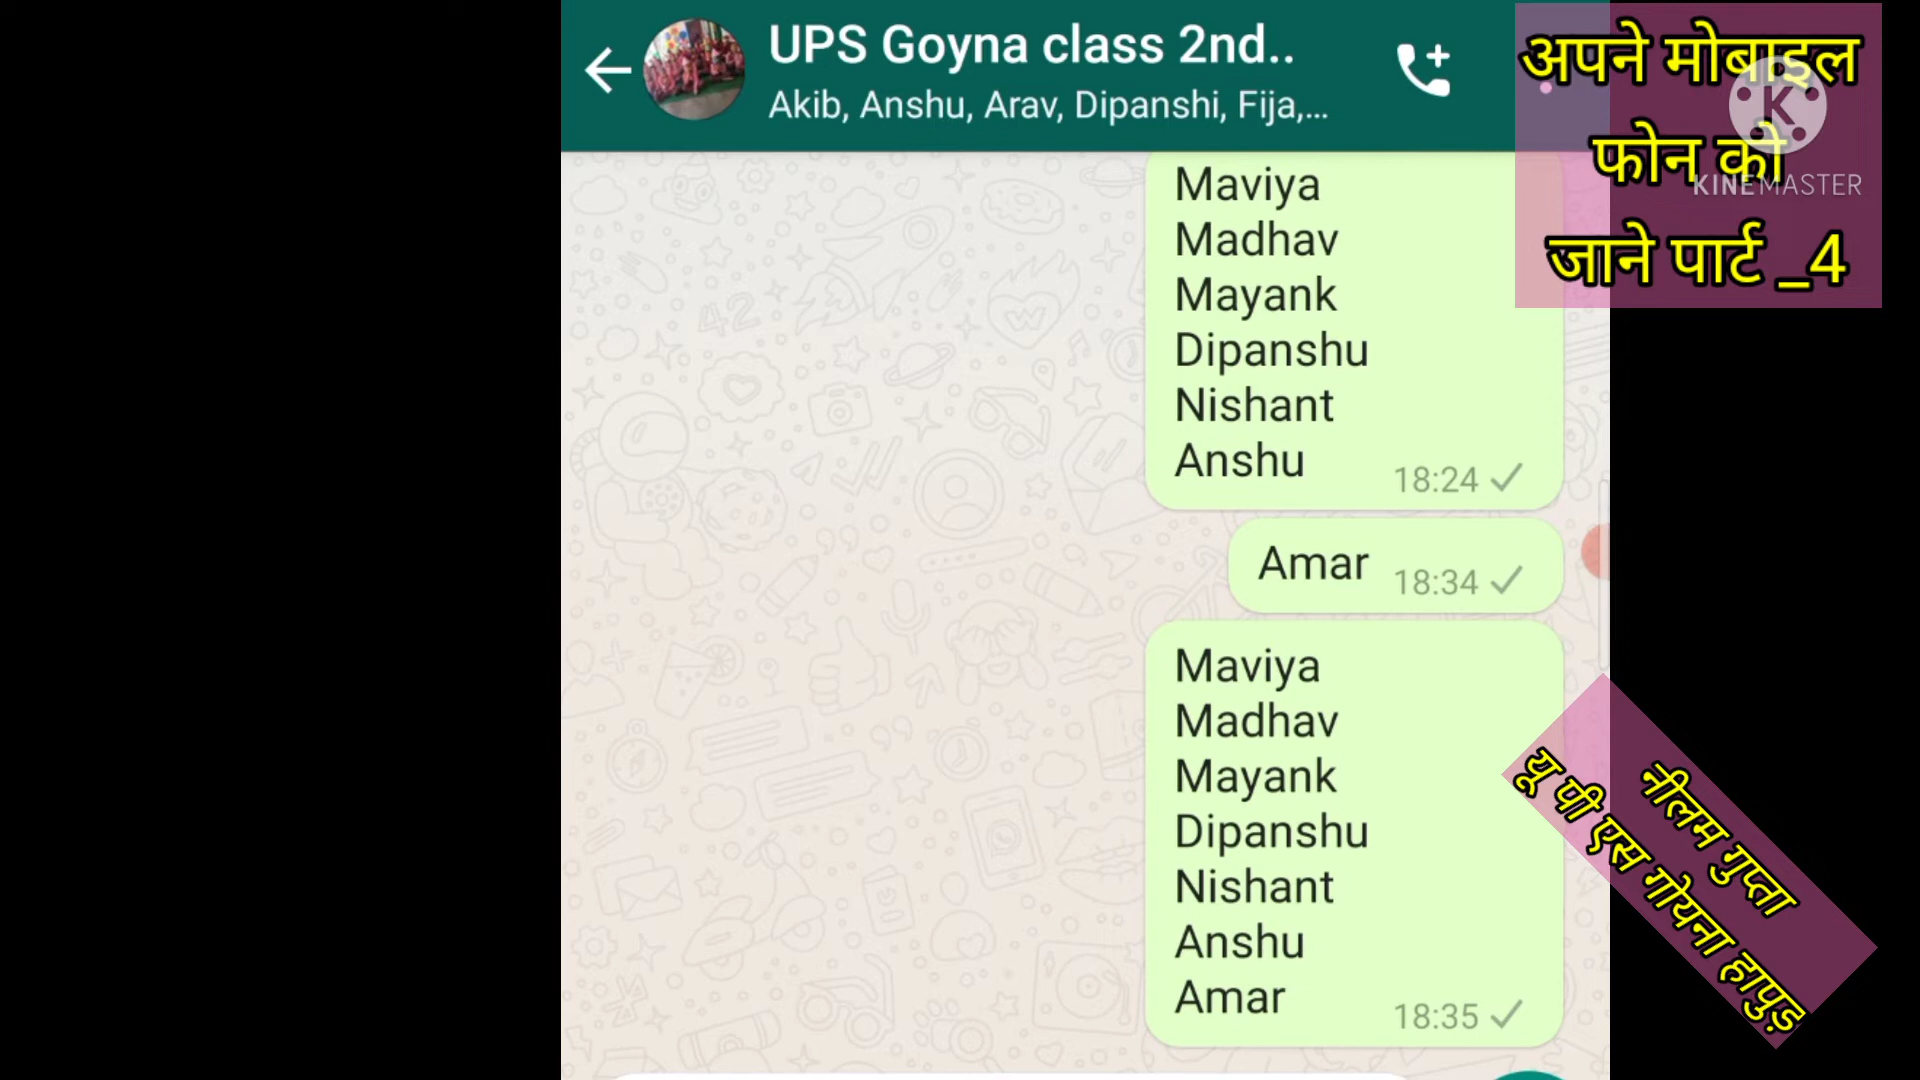 UPS Goyna class 2nd..
Akib, Anshu, Arav, Dipanshi, Fija,...
अपने मोबाइल
फोन को
जाने पार्ट _4
KINEMASTER
Maviya
Madhav
Mayank
Dipanshu
Nishant
Anshu
18:24
Amar
18:34
Maviya
Madhav
Mayank
Dipanshu
Nishant
Anshu
Amar
18:35
नीलम गुप्ता
यू पी एस गोयना हापुड़